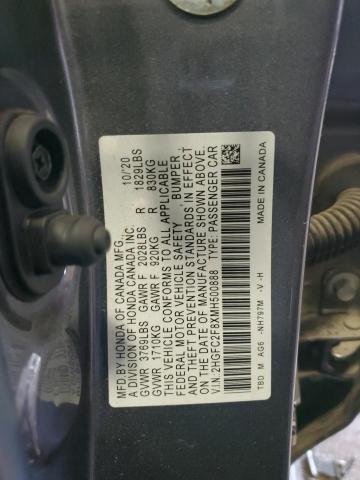 MFD.BY HONDA OF CANADA MFG. 10/20
A DIVISION OF HONDA CANADA INC.
GVWR 3769LBS GAWR F 2028LBS R 1829LBS
GVWR 1710KG GAWR F 920KG R 830KG
THIS VEHICLE CONFORMS TO ALL APPLICABLE
FEDERAL MOTOR VEHICLE SAFETY, BUMPER,
AND THEFT PREVENTION STANDARDS IN EFFECT
ON THE DATE OF MANUFACTURE SHOWN ABOVE.
V.I.N.:2HGFC2F8XMH500888 TYPE: PASSENGER CAR
TBD M AG6 -NH797M -V -H MADE IN CANADA